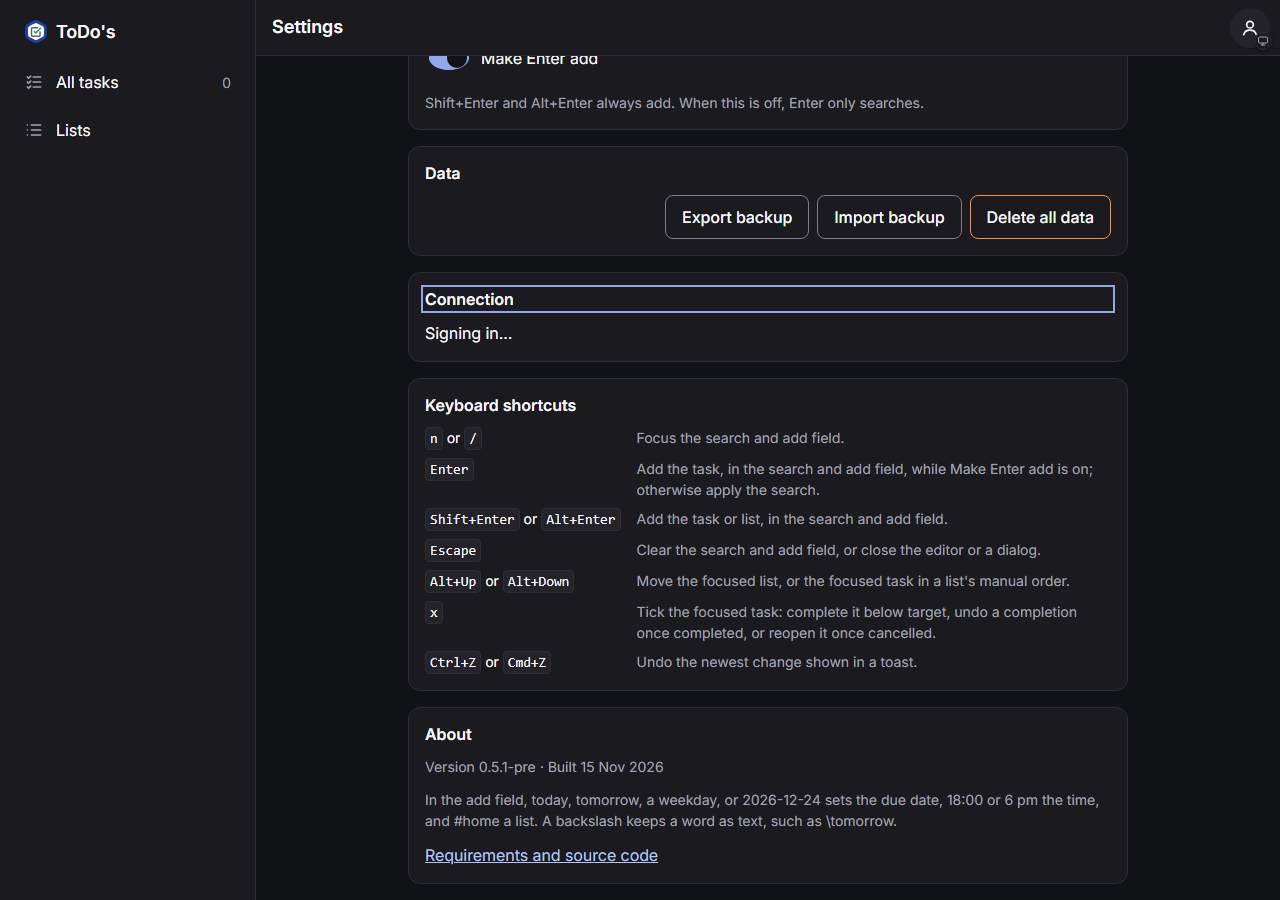 ToDo's
All tasks 0
Lists
Settings
Make Enter add
Shift+Enter and Alt+Enter always add. When this is off, Enter only searches.
Data
Export backup Import backup Delete all data
Connection
Signing in...
Keyboard shortcuts
n or / Focus the search and add field.
Enter Add the task, in the search and add field, while Make Enter add is on;
otherwise apply the search.
Shift+Enter or Alt+Enter Add the task or list, in the search and add field.
Escape Clear the search and add field, or close the editor or a dialog.
Alt+Up or Alt+Down Move the focused list, or the focused task in a list's manual order.
x Tick the focused task: complete it below target, undo a completion
once completed, or reopen it once cancelled.
Ctrl+Z or Cmd+Z Undo the newest change shown in a toast.
About
Version 0.5.1-pre · Built 15 Nov 2026
In the add field, today, tomorrow, a weekday, or 2026-12-24 sets the due date, 18:00 or 6 pm the time,
and #home a list. A backslash keeps a word as text, such as \tomorrow.
Requirements and source code